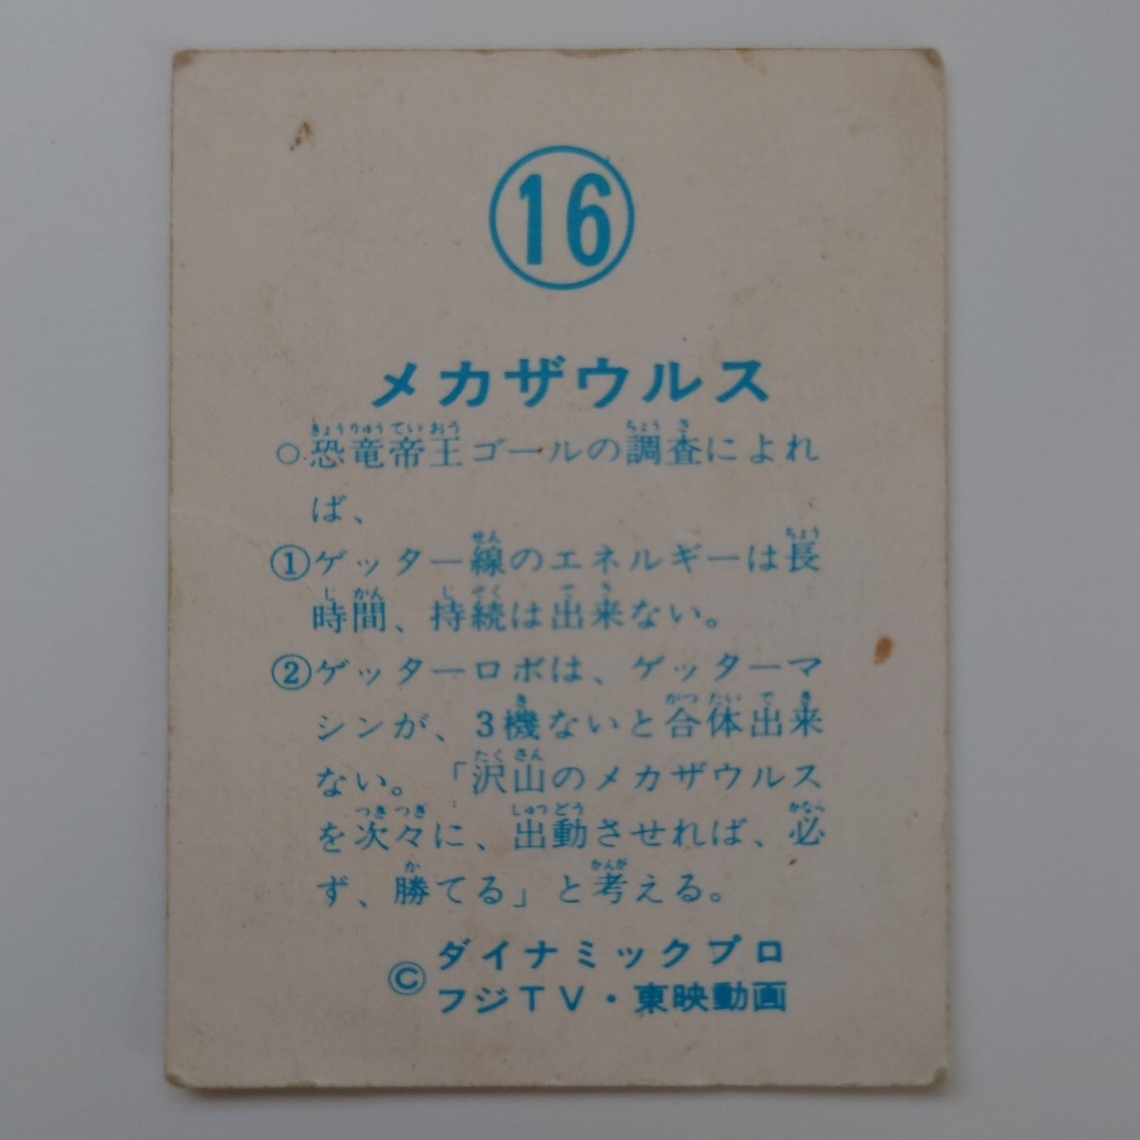 16
メカザウルス
○恐竜帝王ゴールの調査によれ
ば、
①ゲッター線のエネルギーは長
時間、持続は出来ない。
②ゲッターロボは、ゲッターマ
シンが、3機ないと合体出来
ない。「沢山のメカザウルス
を次々に、出動させれば、必
ず、勝てる」と考える。
©ダイナミックプロ
フジTV・東映動画